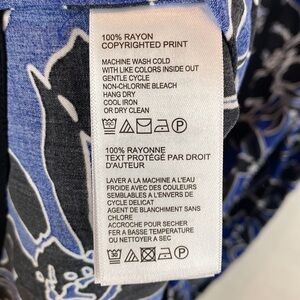 100% RAYON
COPYRIGHTED PRINT
MACHINE WASH COLD
WITH LIKE COLORS INSIDE OUT
GENTLE CYCLE
NON-CHLORINE BLEACH
HANG DRY
COOL IRON
OR DRY CLEAN
100% RAYONNE
TEXT PROTÉGÉ PAR DROIT
D'AUTEUR
LAVER A LA MACHINE A L'EAU
FROIDE AVEC DES COULEURS
SEMBLABLES A L'ENVERS DE
CYCLE DELICAT
AGENT DE BLANCHIMENT SANS
CHLORE
ACCROCHE POUR SECHER
FER A BASSE TEMPERATURE
OU NETTOYER A SEC